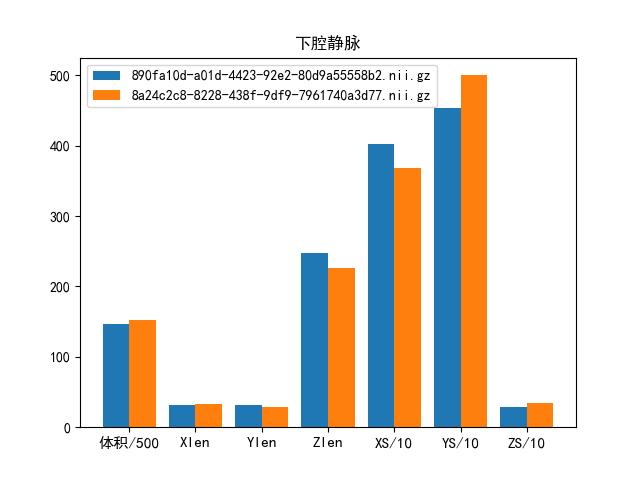 下腔静脉
890fa10d-a01d-4423-92e2-80d9a55558b2.nii.gz
8a24c2c8-8228-438f-9df9-7961740a3d77.nii.gz
500
400
300
200
100
0
体积/500 Xlen Ylen Zlen XS/10 YS/10 ZS/10